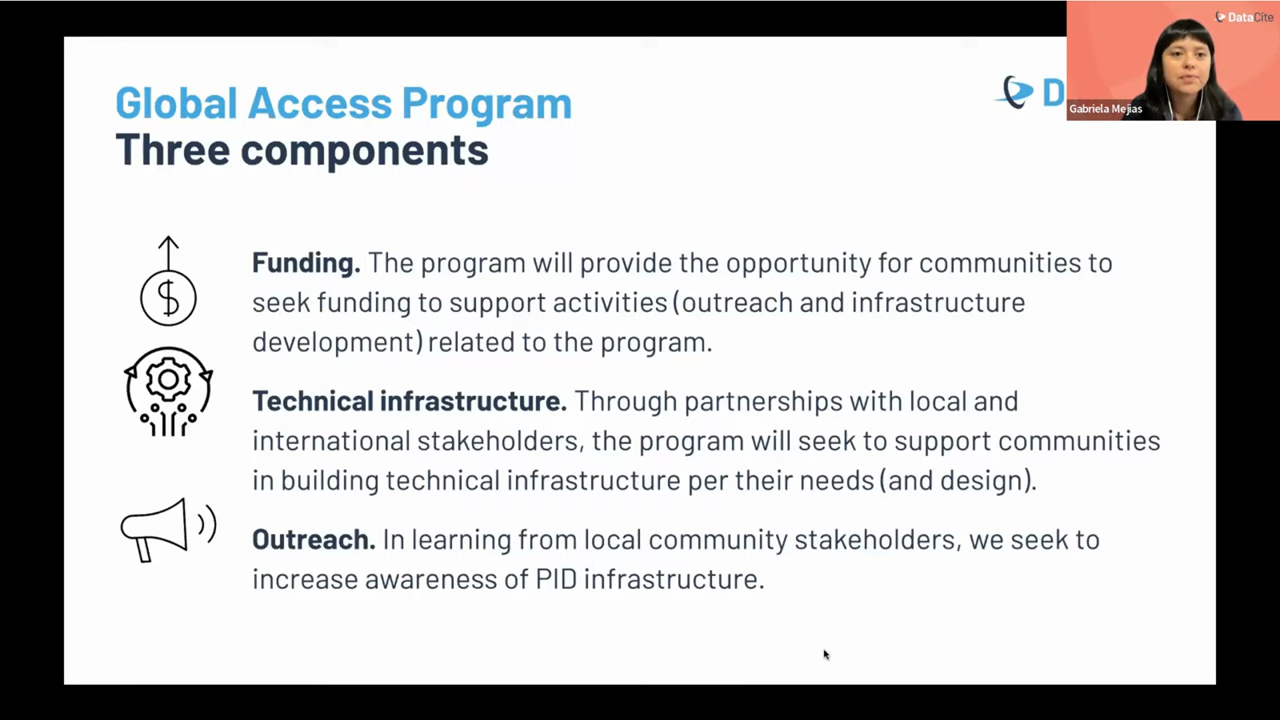 Global Access Program
Three components
D
DataCite
Gabriela Mejias
$
Funding. The program will provide the opportunity for communities to
seek funding to support activities (outreach and infrastructure
development) related to the program.
Technical infrastructure. Through partnerships with local and
international stakeholders, the program will seek to support communities
in building technical infrastructure per their needs (and design).
Outreach. In learning from local community stakeholders, we seek to
increase awareness of PID infrastructure.